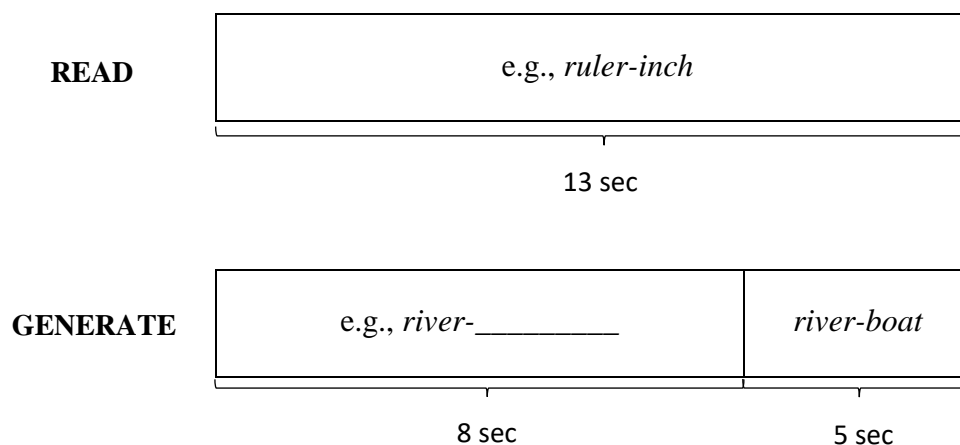 READ
e.g., ruler-inch
13 sec
GENERATE
e.g., river-_________
river-boat
8 sec
5 sec